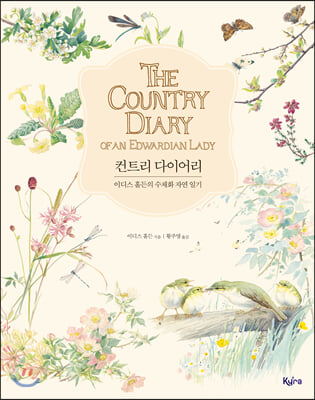 THE
COUNTRY
DIARY
OF AN EDWARDIAN LADY
컨트리 다이어리
이디스 홀든의 수채화 자연 일기
이디스 홀든 지음 | 황주영 옮김
Kyra